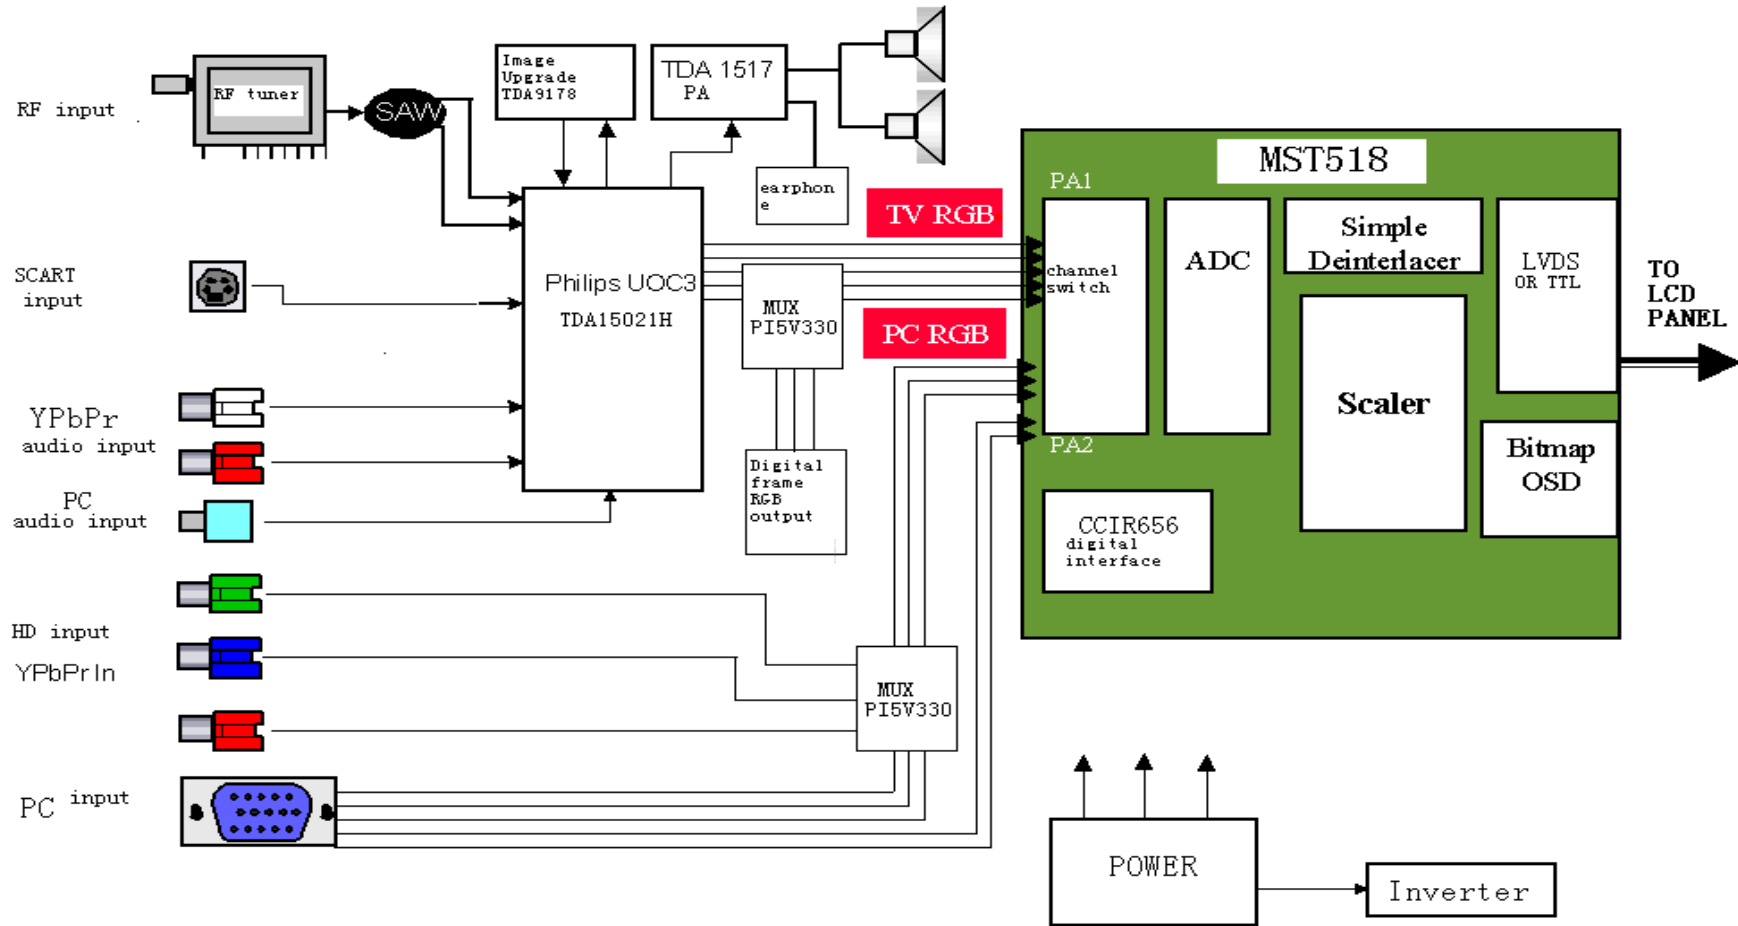 RF input
RF tuner
SAW
Image
Upgrade
TDA9178
TDA 1517
PA
earphon
e
SCART
input
Philips UOC3
TDA15021H
MUX
PI5V330
TV RGB
PC RGB
Digital
frame
RGB
output
YPbPr
audio input
PC
audio input
HD input
YPbPrIn
PC input
MUX
PI5V330
MST518
PA1
channel
switch
PA2
ADC
Simple
Deinterlacer
Scaler
LVDS
OR TTL
Bitmap
OSD
CCIR656
digital
interface
TO
LCD
PANEL
POWER
Inverter